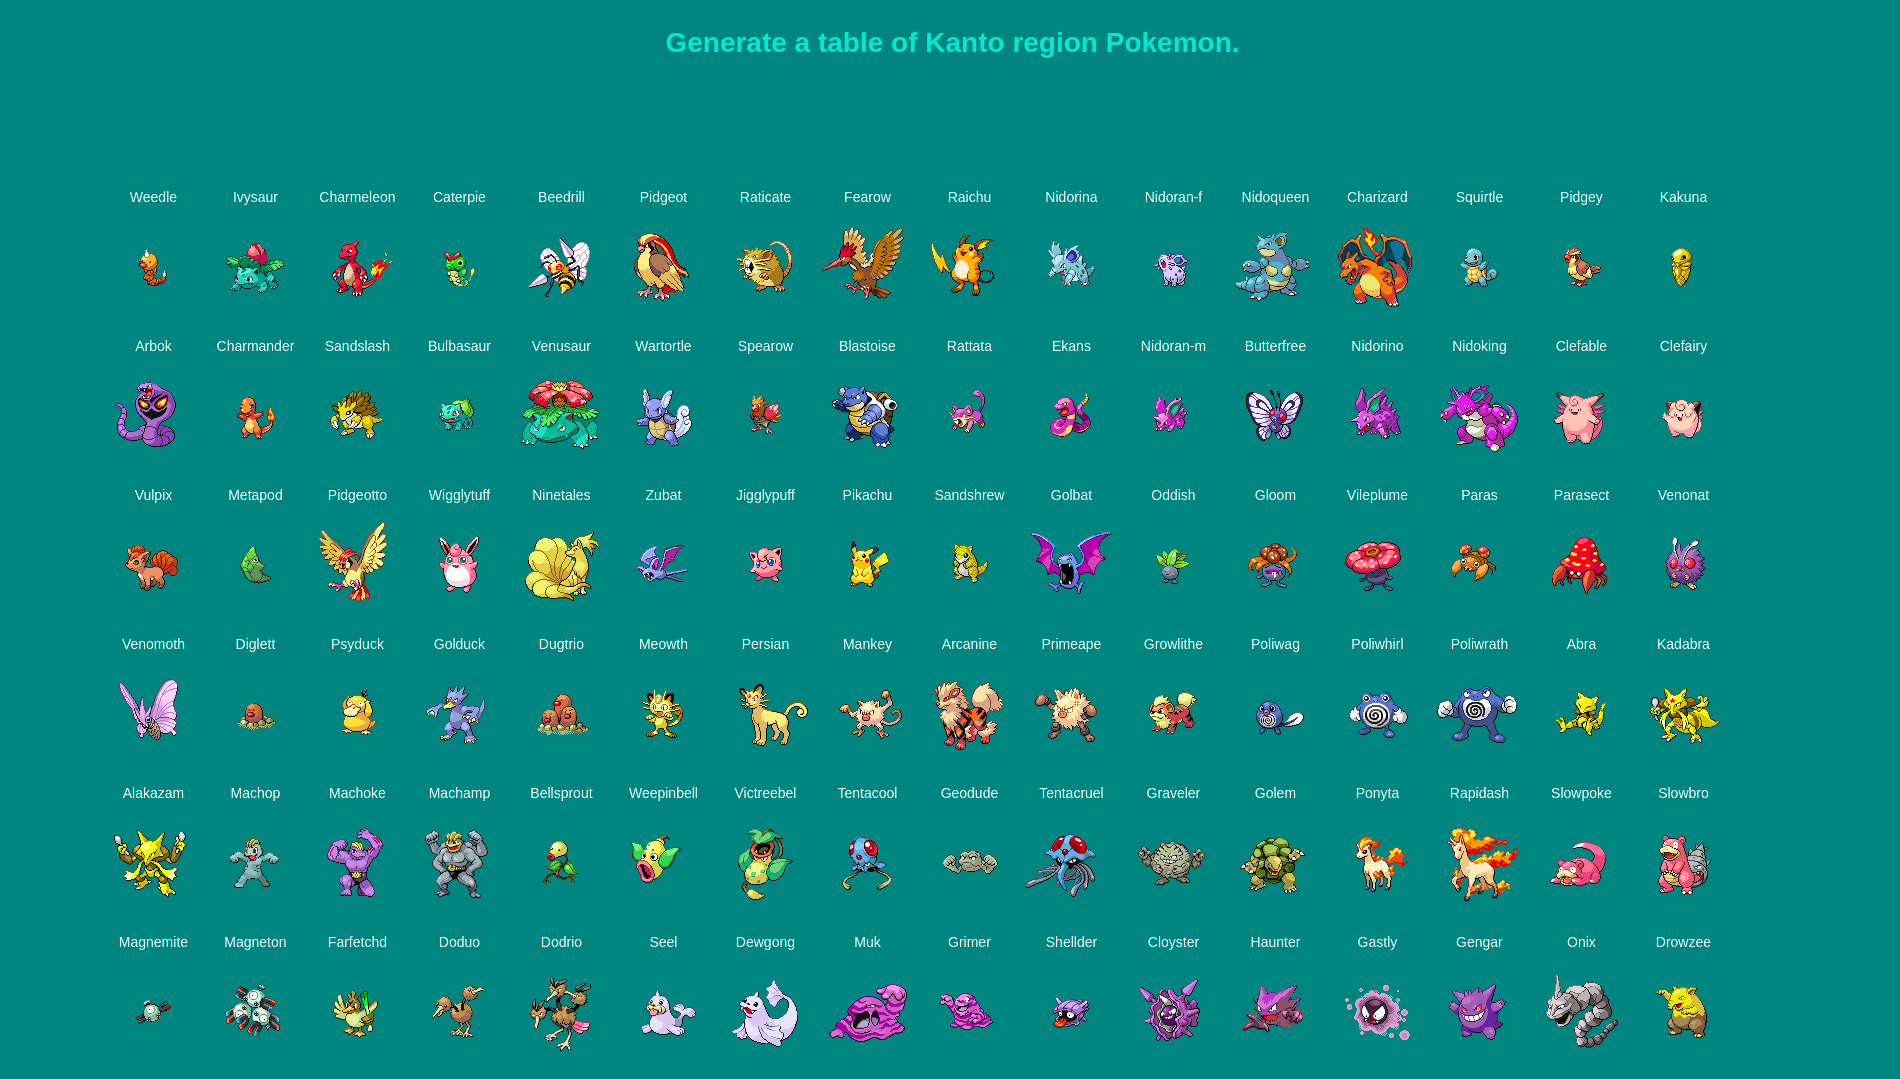 Generate a table of Kanto region Pokemon.
Weedle Ivysaur Charmeleon Caterpie Beedrill Pidgeot Raticate Fearow Raichu Nidorina Nidoran-f Nidoqueen Charizard Squirtle Pidgey Kakuna
Arbok Charmander Sandslash Bulbasaur Venusaur Wartortle Spearow Blastoise Rattata Ekans Nidoran-m Butterfree Nidorino Nidoking Clefable Clefairy
Vulpix Metapod Pidgeotto Wigglytuff Ninetales Zubat Jigglypuff Pikachu Sandshrew Golbat Oddish Gloom Vileplume Paras Parasect Venonat
Venomoth Diglett Psyduck Golduck Dugtrio Meowth Persian Mankey Arcanine Primeape Growlithe Poliwag Poliwhirl Poliwrath Abra Kadabra
Alakazam Machop Machoke Machamp Bellsprout Weepinbell Victreebel Tentacool Geodude Tentacruel Graveler Golem Ponyta Rapidash Slowpoke Slowbro
Magnemite Magneton Farfetchd Doduo Dodrio Seel Dewgong Muk Grimer Shellder Cloyster Haunter Gastly Gengar Onix Drowzee